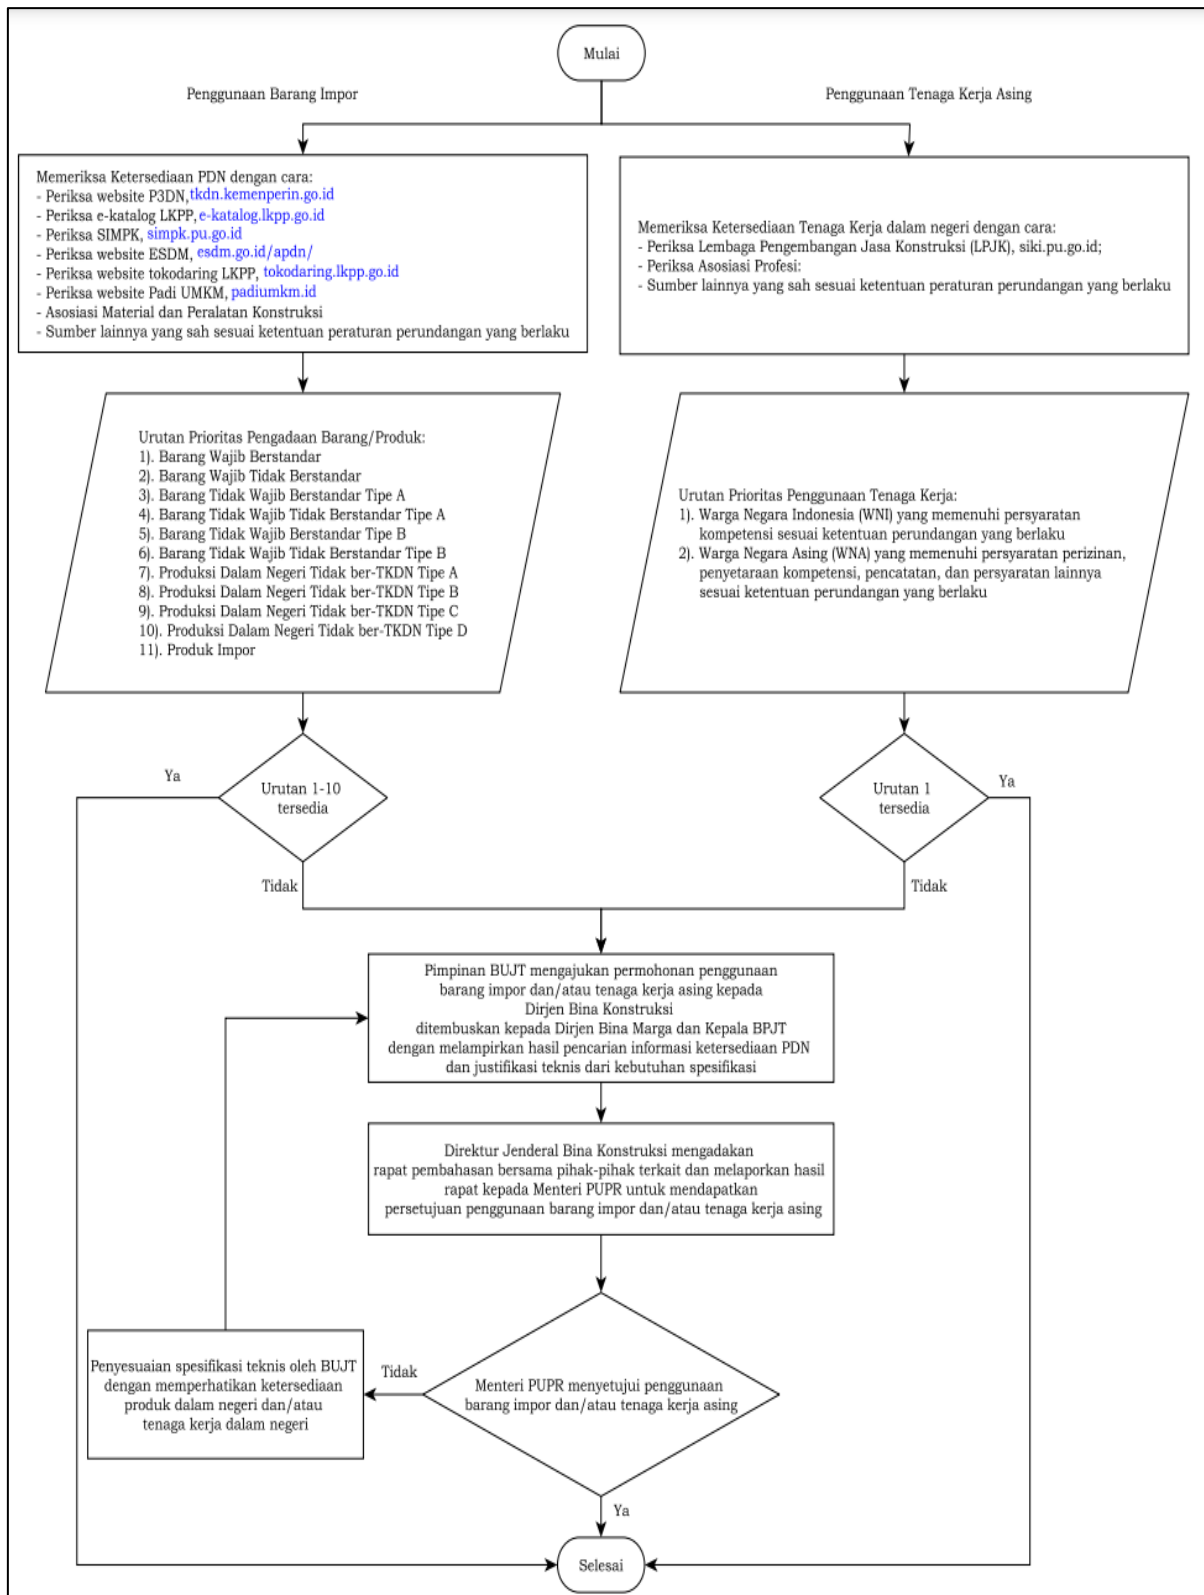 Mulai
Penggunaan Barang Impor
Penggunaan Tenaga Kerja Asing
Memeriksa Ketersediaan PDN dengan cara:
- Periksa website P3DN, tkdn.kemenperin.go.id
- Periksa e-katalog LKPP, e-katalog.lkpp.go.id
- Periksa SIMPK, simpk.pu.go.id
- Periksa website ESDM, esdm.go.id/apdn/
- Periksa website tokodaring LKPP, tokodaring.lkpp.go.id
- Periksa website Padi UMKM, padiumkm.id
- Asosiasi Material dan Peralatan Konstruksi
- Sumber lainnya yang sah sesuai ketentuan peraturan perundangan yang berlaku
Memeriksa Ketersediaan Tenaga Kerja dalam negeri dengan cara:
- Periksa Lembaga Pengembangan Jasa Konstruksi (LPJK), siki.pu.go.id;
- Periksa Asosiasi Profesi:
- Sumber lainnya yang sah sesuai ketentuan peraturan perundangan yang berlaku
Urutan Prioritas Pengadaan Barang/Produk:
1). Barang Wajib Berstandar
2). Barang Wajib Tidak Berstandar
3). Barang Tidak Wajib Berstandar Tipe A
4). Barang Tidak Wajib Tidak Berstandar Tipe A
5). Barang Tidak Wajib Berstandar Tipe B
6). Barang Tidak Wajib Tidak Berstandar Tipe B
7). Produksi Dalam Negeri Tidak ber-TKDN Tipe A
8). Produksi Dalam Negeri Tidak ber-TKDN Tipe B
9). Produksi Dalam Negeri Tidak ber-TKDN Tipe C
10). Produksi Dalam Negeri Tidak ber-TKDN Tipe D
11). Produk Impor
Urutan Prioritas Penggunaan Tenaga Kerja:
1). Warga Negara Indonesia (WNI) yang memenuhi persyaratan
kompetensi sesuai ketentuan perundangan yang berlaku
2). Warga Negara Asing (WNA) yang memenuhi persyaratan perizinan,
penyetaraan kompetensi, pencatatan, dan persyaratan lainnya
sesuai ketentuan perundangan yang berlaku
Ya
Urutan 1-10
tersedia
Tidak
Urutan 1
tersedia
Ya
Tidak
Pimpinan BUJT mengajukan permohonan penggunaan
barang impor dan/atau tenaga kerja asing kepada
Dirjen Bina Konstruksi
ditembuskan kepada Dirjen Bina Marga dan Kepala BPJT
dengan melampirkan hasil pencarian informasi ketersediaan PDN
dan justifikasi teknis dari kebutuhan spesifikasi
Direktur Jenderal Bina Konstruksi mengadakan
rapat pembahasan bersama pihak-pihak terkait dan melaporkan hasil
rapat kepada Menteri PUPR untuk mendapatkan
persetujuan penggunaan barang impor dan/atau tenaga kerja asing
Penyesuaian spesifikasi teknis oleh BUJT
dengan memperhatikan ketersediaan
produk dalam negeri dan/atau
tenaga kerja dalam negeri
Tidak
Menteri PUPR menyetujui penggunaan
barang impor dan/atau tenaga kerja asing
Ya
Selesai